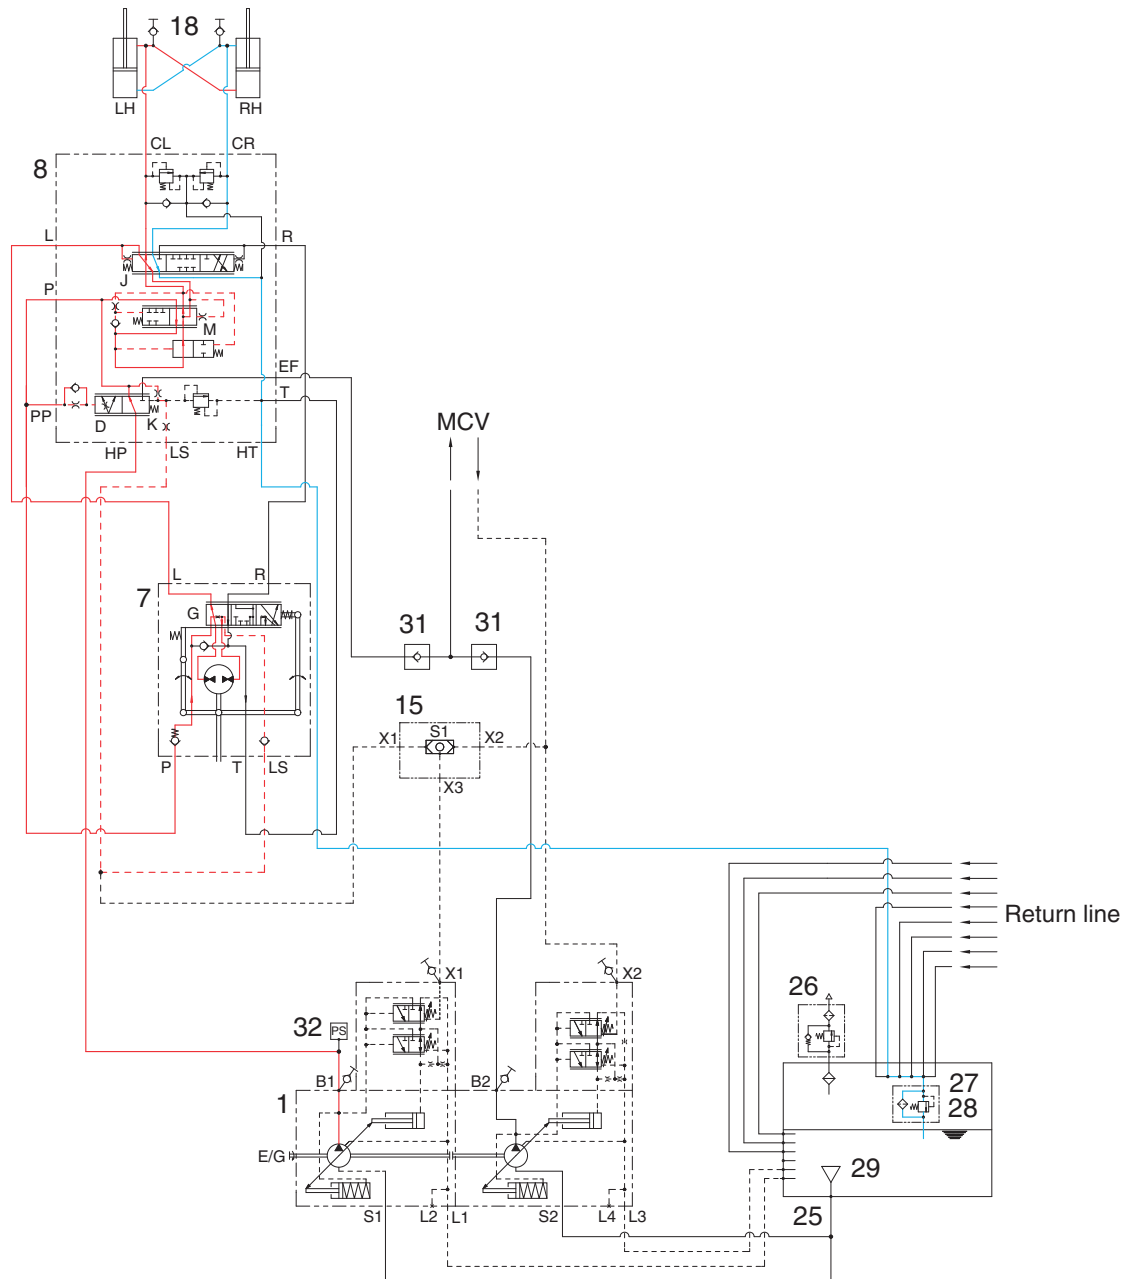 18
LH
RH
CL
CR
8
L
R
J
P
M
EF
T
PP
D
K
HP
LS
HT
MCV
L
R
7
G
31
31
15
S1
X1
X2
X3
P
T
LS
Return line
X1
X2
26
32
PS
B1
B2
27
28
1
E/G
29
S1
L2
L1
S2
L4
L3
25